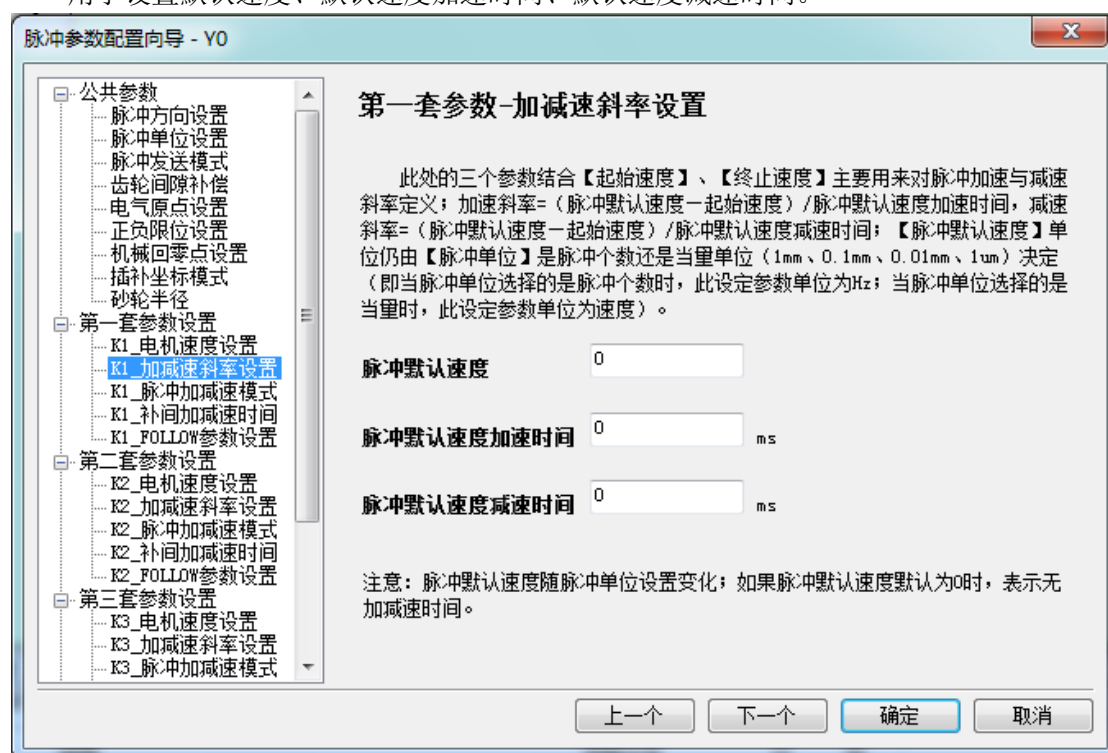 用于设置默认速度、默认速度加速时间、默认速度减速时间。
脉冲参数配置向导 - Y0
公共参数
脉冲方向设置
脉冲单位设置
脉冲发送模式
齿轮间隙补偿
电气原点设置
正负限位设置
机械回零点设置
插补坐标模式
砂轮半径
第一套参数设置
K1_电机速度设置
K1_加减速斜率设置
K1_脉冲加减速模式
K1_补间加减速时间
K1_FOLLOW参数设置
第二套参数设置
K2_电机速度设置
K2_加减速斜率设置
K2_脉冲加减速模式
K2_补间加减速时间
K2_FOLLOW参数设置
第三套参数设置
K3_电机速度设置
K3_加减速斜率设置
K3_脉冲加减速模式
第一套参数-加减速斜率设置
此处的三个参数结合【起始速度】、【终止速度】主要用来对脉冲加速与减速
斜率定义；加速斜率=（脉冲默认速度－起始速度）/脉冲默认速度加速时间，减速
斜率=（脉冲默认速度－起始速度）/脉冲默认速度减速时间；【脉冲默认速度】单
位仍由【脉冲单位】是脉冲个数还是当量单位（1mm、0.1mm、0.01mm、1um）决定
（即当脉冲单位选择的是脉冲个数时，此设定参数单位为Hz；当脉冲单位选择的是
当量时，此设定参数单位为速度）。
脉冲默认速度 0
脉冲默认速度加速时间 0 ms
脉冲默认速度减速时间 0 ms
注意：脉冲默认速度随脉冲单位设置变化；如果脉冲默认速度默认为0时，表示无
加减速时间。
上一个 下一个 确定 取消